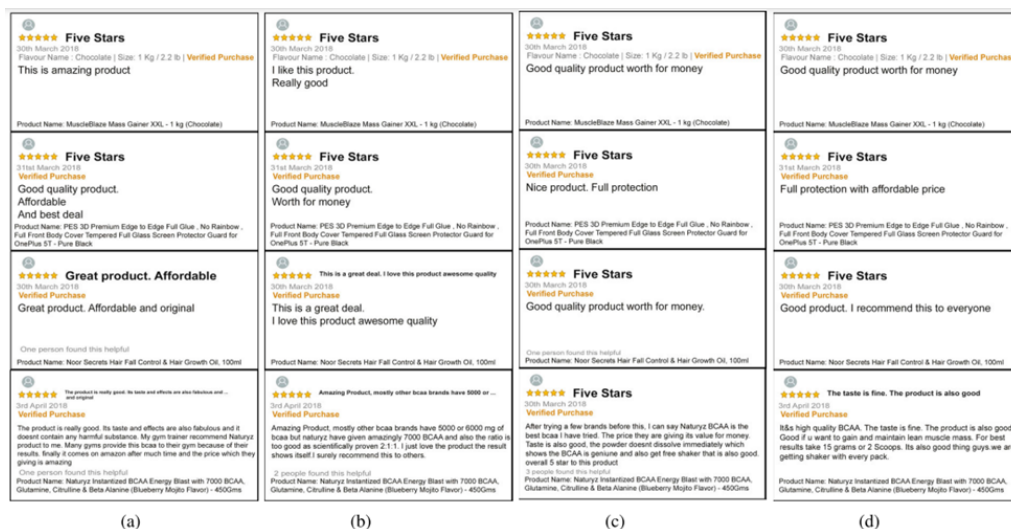 Five Stars
30th March 2018
Flavour Name : Chocolate | Size: 1 Kg / 2.2 lb | Verified Purchase
This is amazing product
Product Name: MuscleBlaze Mass Gainer XXL - 1 kg (Chocolate)
Five Stars
31st March 2018
Verified Purchase
Good quality product.
Affordable
And best deal
Product Name: PES 3D Premium Edge to Edge Full Glue , No Rainbow ,
Full Front Body Cover Tempered Full Glass Screen Protector Guard for
OnePlus 5T - Pure Black
Great product. Affordable
30th March 2018
Verified Purchase
Great product. Affordable and original
One person found this helpful
Product Name: Noor Secrets Hair Fall Control & Hair Growth Oil, 100ml
The product is really good. Its taste and effects are also fabulous and ...
and original
3rd April 2018
Verified Purchase
The product is really good. Its taste and effects are also fabulous and it
doesnt contain any harmful substance. My gym trainer recommend Naturyz
product to me. Many gyms provide this bcaa to their gym because of their
results. finally it comes on amazon after much time and the price which they
giving is amazing
One person found this helpful
Product Name: Naturyz Instantized BCAA Energy Blast with 7000 BCAA,
Glutamine, Citrulline & Beta Alanine (Blueberry Mojito Flavor) - 450Gms
(a)
Five Stars
30th March 2018
Flavour Name : Chocolate | Size: 1 Kg / 2.2 lb | Verified Purchase
I like this product.
Really good
Product Name: MuscleBlaze Mass Gainer XXL - 1 kg (Chocolate)
Five Stars
31st March 2018
Verified Purchase
Good quality product.
Worth for money
Product Name: PES 3D Premium Edge to Edge Full Glue , No Rainbow ,
Full Front Body Cover Tempered Full Glass Screen Protector Guard for
OnePlus 5T - Pure Black
This is a great deal. I love this product awesome quality
30th March 2018
Verified Purchase
This is a great deal.
I love this product awesome quality
Product Name: Noor Secrets Hair Fall Control & Hair Growth Oil, 100ml
Amazing Product, mostly other bcaa brands have 5000 or ...
3rd April 2018
Verified Purchase
Amazing Product, mostly other bcaa brands have 5000 or 6000 mg of
bcaa but naturyz have given amazingly 7000 BCAA and also the ratio is
too good as scientifically proven 2:1:1. I just love the product the result
shows itself.I surely recommend this to others.
2 people found this helpful
Product Name: Naturyz Instantized BCAA Energy Blast with 7000 BCAA,
Glutamine, Citrulline & Beta Alanine (Blueberry Mojito Flavor) - 450Gms
(b)
Five Stars
30th March 2018
Flavour Name : Chocolate | Size: 1 Kg / 2.2 lb | Verified Purchase
Good quality product worth for money
Product Name: MuscleBlaze Mass Gainer XXL - 1 kg (Chocolate)
Five Stars
30th March 2018
Verified Purchase
Nice product. Full protection
Product Name: PES 3D Premium Edge to Edge Full Glue , No Rainbow ,
Full Front Body Cover Tempered Full Glass Screen Protector Guard for
OnePlus 5T - Pure Black
Five Stars
30th March 2018
Verified Purchase
Good quality product worth for money.
One person found this helpful
Product Name: Noor Secrets Hair Fall Control & Hair Growth Oil, 100ml
Five Stars
30th March 2018
Verified Purchase
After trying a few brands before this, I can say Naturyz BCAA is the
best bcaa I have tried. The price they are giving its value for money.
Taste is also good, the powder doesnt dissolve immediately which
shows the BCAA is geniune and also get free shaker that is also good.
overall 5 star to this product
3 people found this helpful
Product Name: Naturyz Instantized BCAA Energy Blast with 7000 BCAA,
Glutamine, Citrulline & Beta Alanine (Blueberry Mojito Flavor) - 450Gms
(c)
Five Stars
30th March 2018
Flavour Name : Chocolate | Size: 1 Kg / 2.2 lb | Verified Purchase
Good quality product worth for money
Product Name: MuscleBlaze Mass Gainer XXL - 1 kg (Chocolate)
Five Stars
31st March 2018
Verified Purchase
Full protection with affordable price
Product Name: PES 3D Premium Edge to Edge Full Glue , No Rainbow ,
Full Front Body Cover Tempered Full Glass Screen Protector Guard for
OnePlus 5T - Pure Black
Five Stars
30th March 2018
Verified Purchase
Good product. I recommend this to everyone
Product Name: Noor Secrets Hair Fall Control & Hair Growth Oil, 100ml
The taste is fine. The product is also good
3rd April 2018
Verified Purchase
It&s high quality BCAA. The taste is fine. The product is also good.
Good if u want to gain and maintain lean muscle mass. For best
results take 15 grams or 2 Scoops. Its also good thing guys.we are
getting shaker with every pack.
Product Name: Naturyz Instantized BCAA Energy Blast with 7000 BCAA,
Glutamine, Citrulline & Beta Alanine (Blueberry Mojito Flavor) - 450Gms
(d)